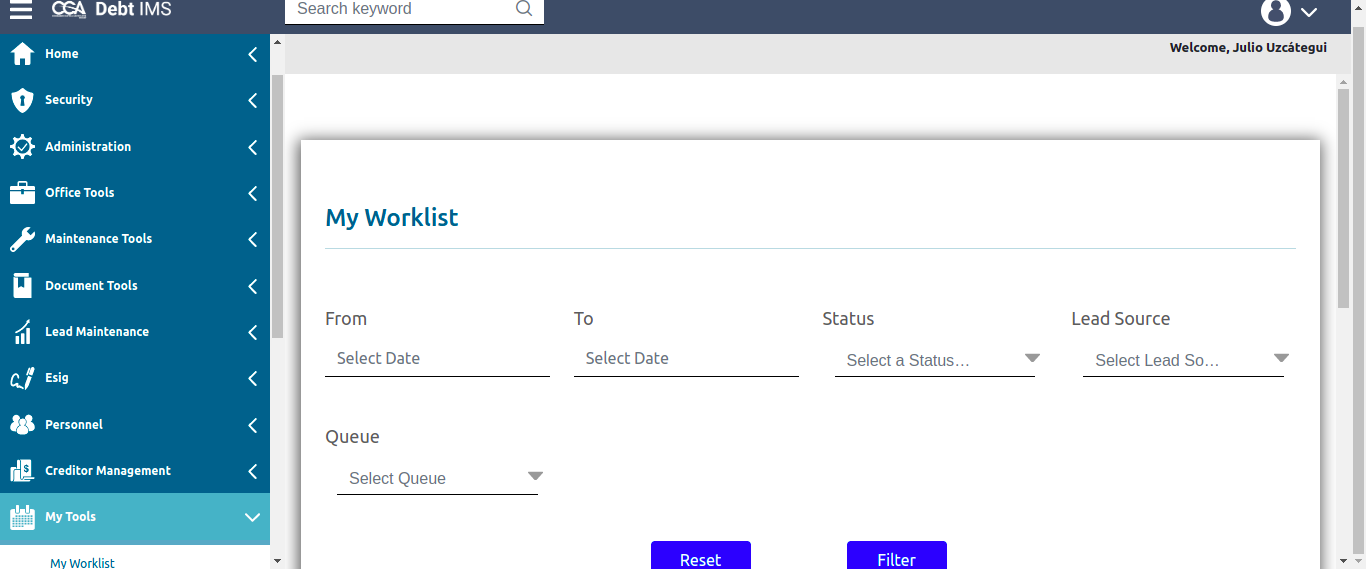 CGA Debt IMS
Search keyword
Welcome, Julio Uzcátegui
Home
Security
Administration
Office Tools
Maintenance Tools
Document Tools
Lead Maintenance
Esig
Personnel
Creditor Management
My Tools
My Worklist
My Worklist
From
To
Status
Lead Source
Select Date
Select Date
Select a Status…
Select Lead So…
Queue
Select Queue
Reset
Filter